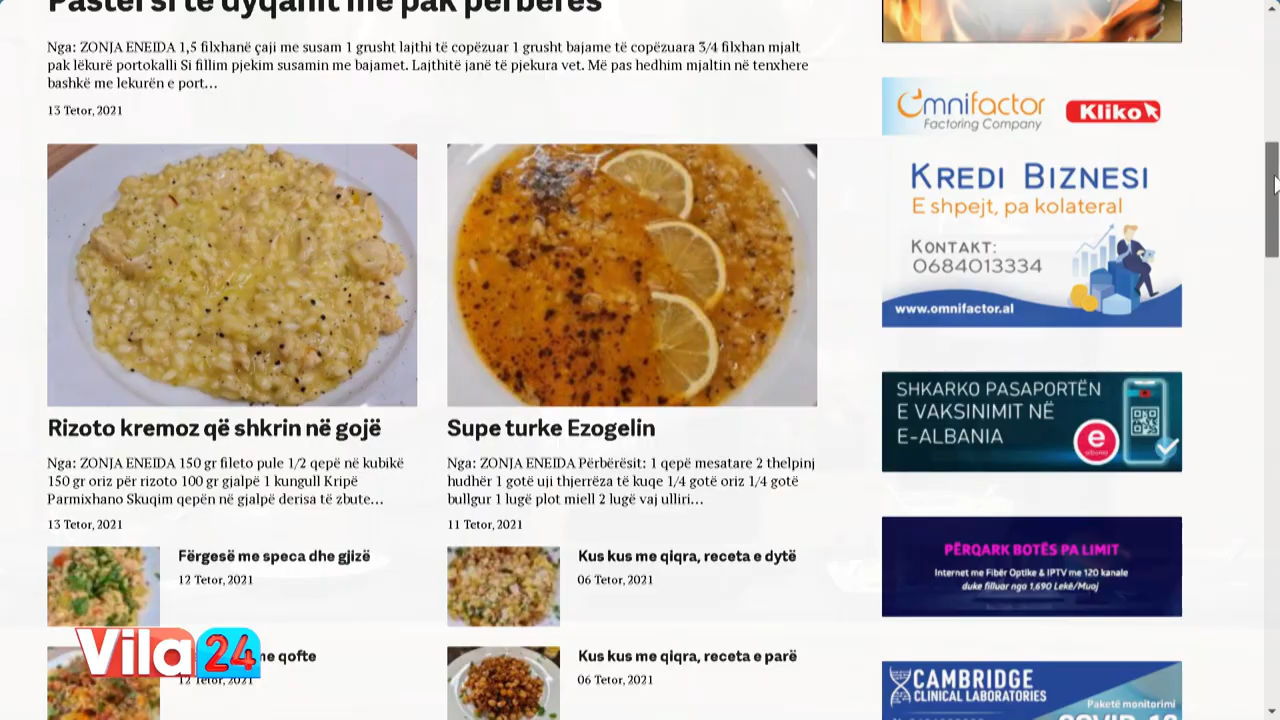 Pastel si të dyqanit me pak përbërës
Nga: ZONJA ENEIDA 1,5 filxhanë çaji me susam 1 grusht lajthi të copëzuar 1 grusht bajame të copëzuara 3/4 filxhan mjalt
pak lëkurë portokalli Si fillim pjekim susamin me bajamet. Lajthitë janë të pjekura vet. Më pas hedhim mjaltin në tenxhere
bashkë me lekurën e port...
13 Tetor, 2021
Rizoto kremoz që shkrin në gojë
Nga: ZONJA ENEIDA 150 gr fileto pule 1/2 qepë në kubikë
150 gr oriz për rizoto 100 gr gjalpë 1 kungull Kripë
Parmixhano Skuqim qepën në gjalpë derisa të zbute...
13 Tetor, 2021
Supe turke Ezogelin
Nga: ZONJA ENEIDA Përbërësit: 1 qepë mesatare 2 thelpinj
hudhër 1 gotë uji thjerrëza të kuqe 1/4 gotë oriz 1/4 gotë
bullgur 1 lugë plot miell 2 lugë vaj ulliri...
11 Tetor, 2021
Fërgesë me speca dhe gjizë
12 Tetor, 2021
Kus kus me qiqra, receta e dytë
06 Tetor, 2021
me qofte
12 Tetor, 2021
Kus kus me qiqra, receta e parë
06 Tetor, 2021
Vila 24
Omnifactor
Factoring Company
Kliko
KREDI BIZNESI
E shpejt, pa kolateral
KONTAKT:
0684013334
www.omnifactor.al
SHKARKO PASAPORTËN
E VAKSINIMIT NË
E-ALBANIA
e
albania
PËRQARK BOTËS PA LIMIT
Internet me Fibër Optike & IPTV me 120 kanale
duke filluar nga 1,690 Lekë/Muaj
CAMBRIDGE
CLINICAL LABORATORIES
Paketë monitorimi
COVID-19